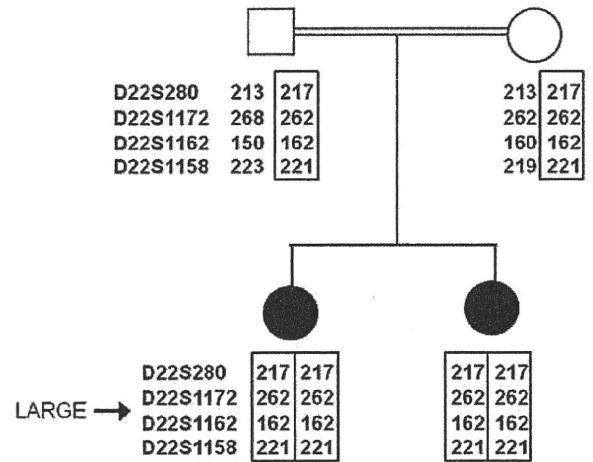 D22S280 213 217 213 217
D22S1172 268 262 262 262
D22S1162 150 162 160 162
D22S1158 223 221 219 221
D22S280 217 217 217 217
D22S1172 262 262 262 262
LARGE
D22S1162 162 162 162 162
D22S1158 221 221 221 221